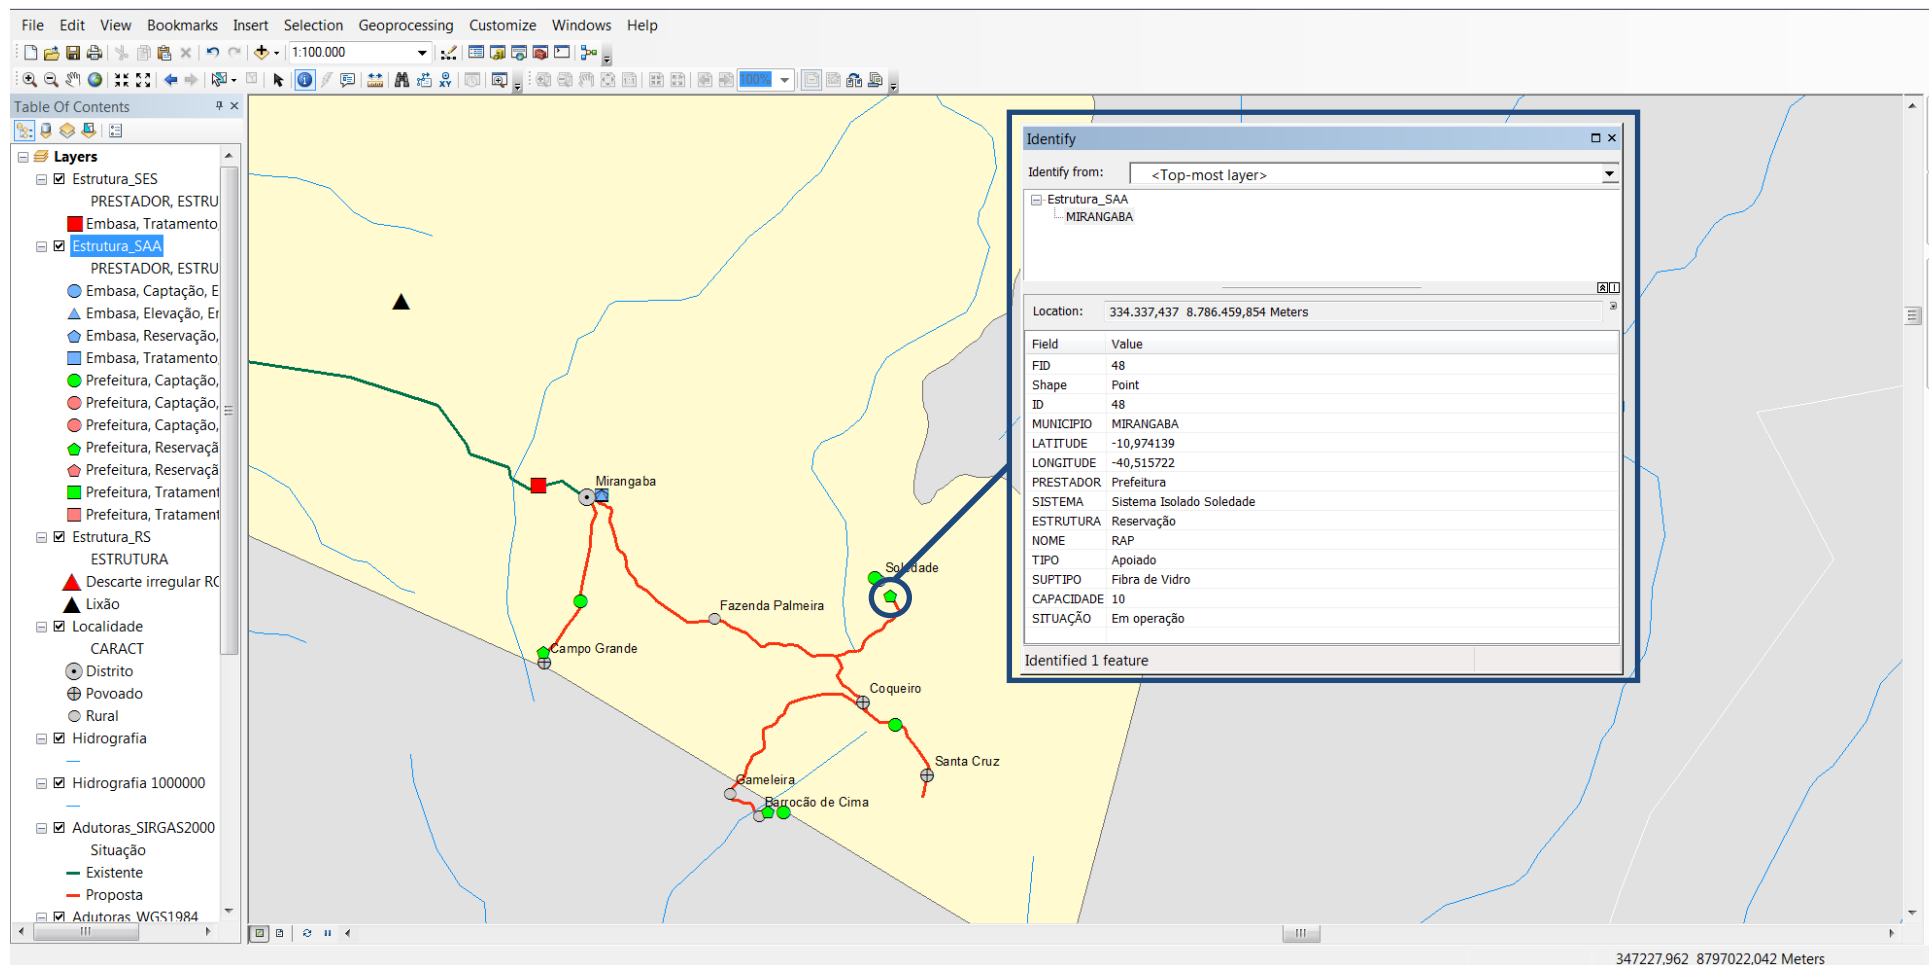 File Edit View Bookmarks Insert Selection Geoprocessing Customize Windows Help
1:100.000
100%
Table Of Contents
Layers
Estrutura_SES
PRESTADOR, ESTRU
Embasa, Tratamento,
Estrutura_SAA
PRESTADOR, ESTRU
Embasa, Captação, E
Embasa, Elevação, Er
Embasa, Reservação,
Embasa, Tratamento,
Prefeitura, Captação,
Prefeitura, Captação,
Prefeitura, Captação,
Prefeitura, Reservaçã
Prefeitura, Reservaçã
Prefeitura, Tratament
Prefeitura, Tratament
Estrutura_RS
ESTRUTURA
Descarte irregular RC
Lixão
Localidade
CARACT
Distrito
Povoado
Rural
Hidrografia
Hidrografia 1000000
Adutoras_SIRGAS2000
Situação
Existente
Proposta
Adutoras_WGS1984
Mirangaba
Soledade
Fazenda Palmeira
Campo Grande
Coqueiro
Santa Cruz
Gameleira
Barrocão de Cima
Identify
Identify from: <Top-most layer>
Estrutura_SAA
MIRANGABA
Location: 334.337,437 8.786.459,854 Meters
Field Value
FID 48
Shape Point
ID 48
MUNICIPIO MIRANGABA
LATITUDE -10,974139
LONGITUDE -40,515722
PRESTADOR Prefeitura
SISTEMA Sistema Isolado Soledade
ESTRUTURA Reservação
NOME RAP
TIPO Apoiado
SUPTIPO Fibra de Vidro
CAPACIDADE 10
SITUAÇÃO Em operação
Identified 1 feature
347227,962 8797022,042 Meters